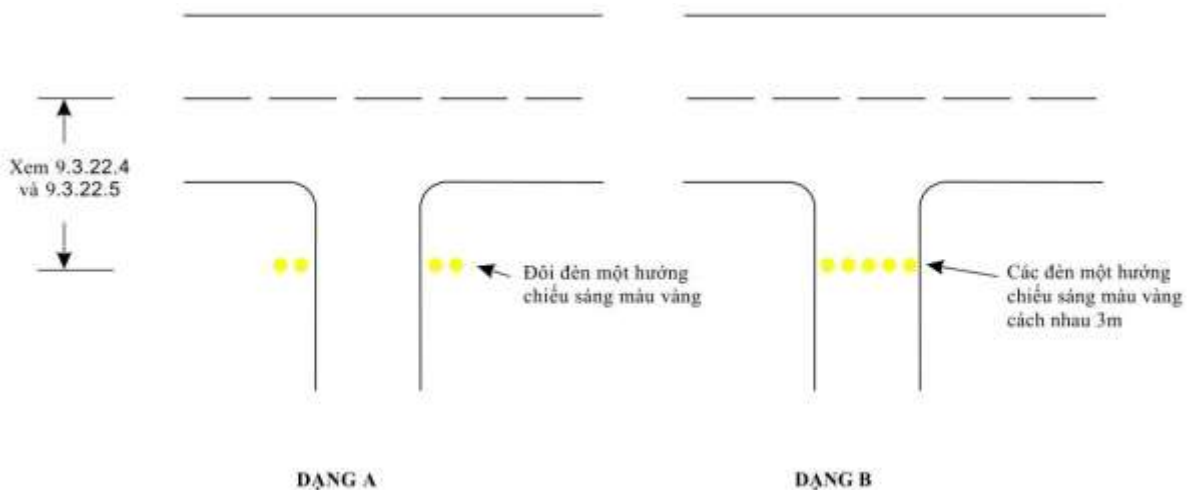 Xem 9.3.22.4
và 9.3.22.5
Đôi đèn một hướng
chiếu sáng màu vàng
Các đèn một hướng
chiếu sáng màu vàng
cách nhau 3m
DẠNG A
DẠNG B